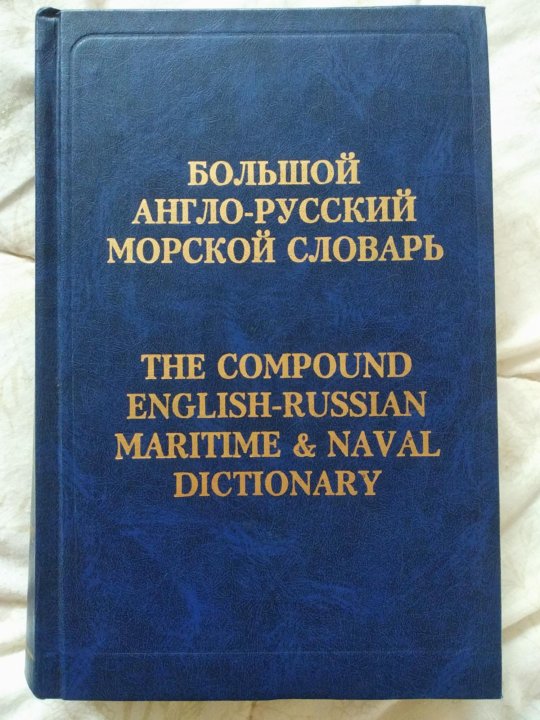 БОЛЬШОЙ
АНГЛО-РУССКИЙ
МОРСКОЙ СЛОВАРЬ
THE COMPOUND
ENGLISH-RUSSIAN
MARITIME & NAVAL
DICTIONARY